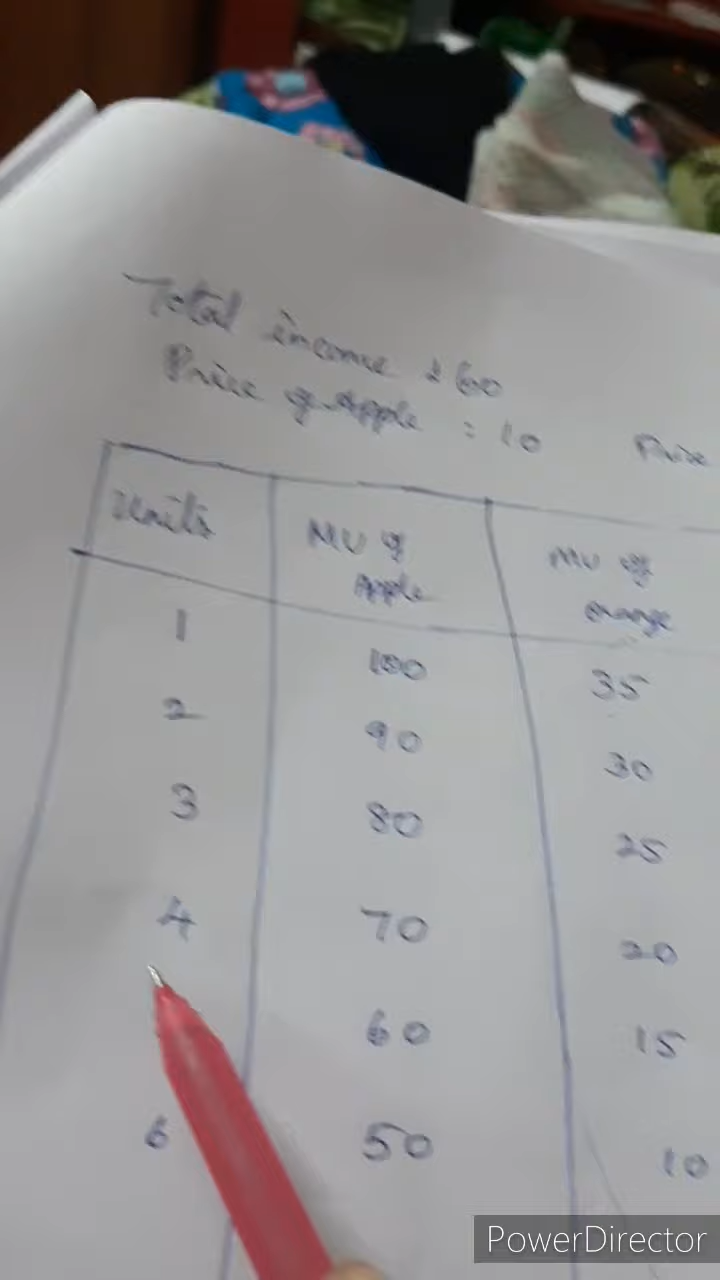 Total income : 60
Price of Apple : 10 Price
Units MU of Apple MU of orange
1 100 35
2 90 30
3 80 25
4 70 20
60 15
6 50 10
PowerDirector